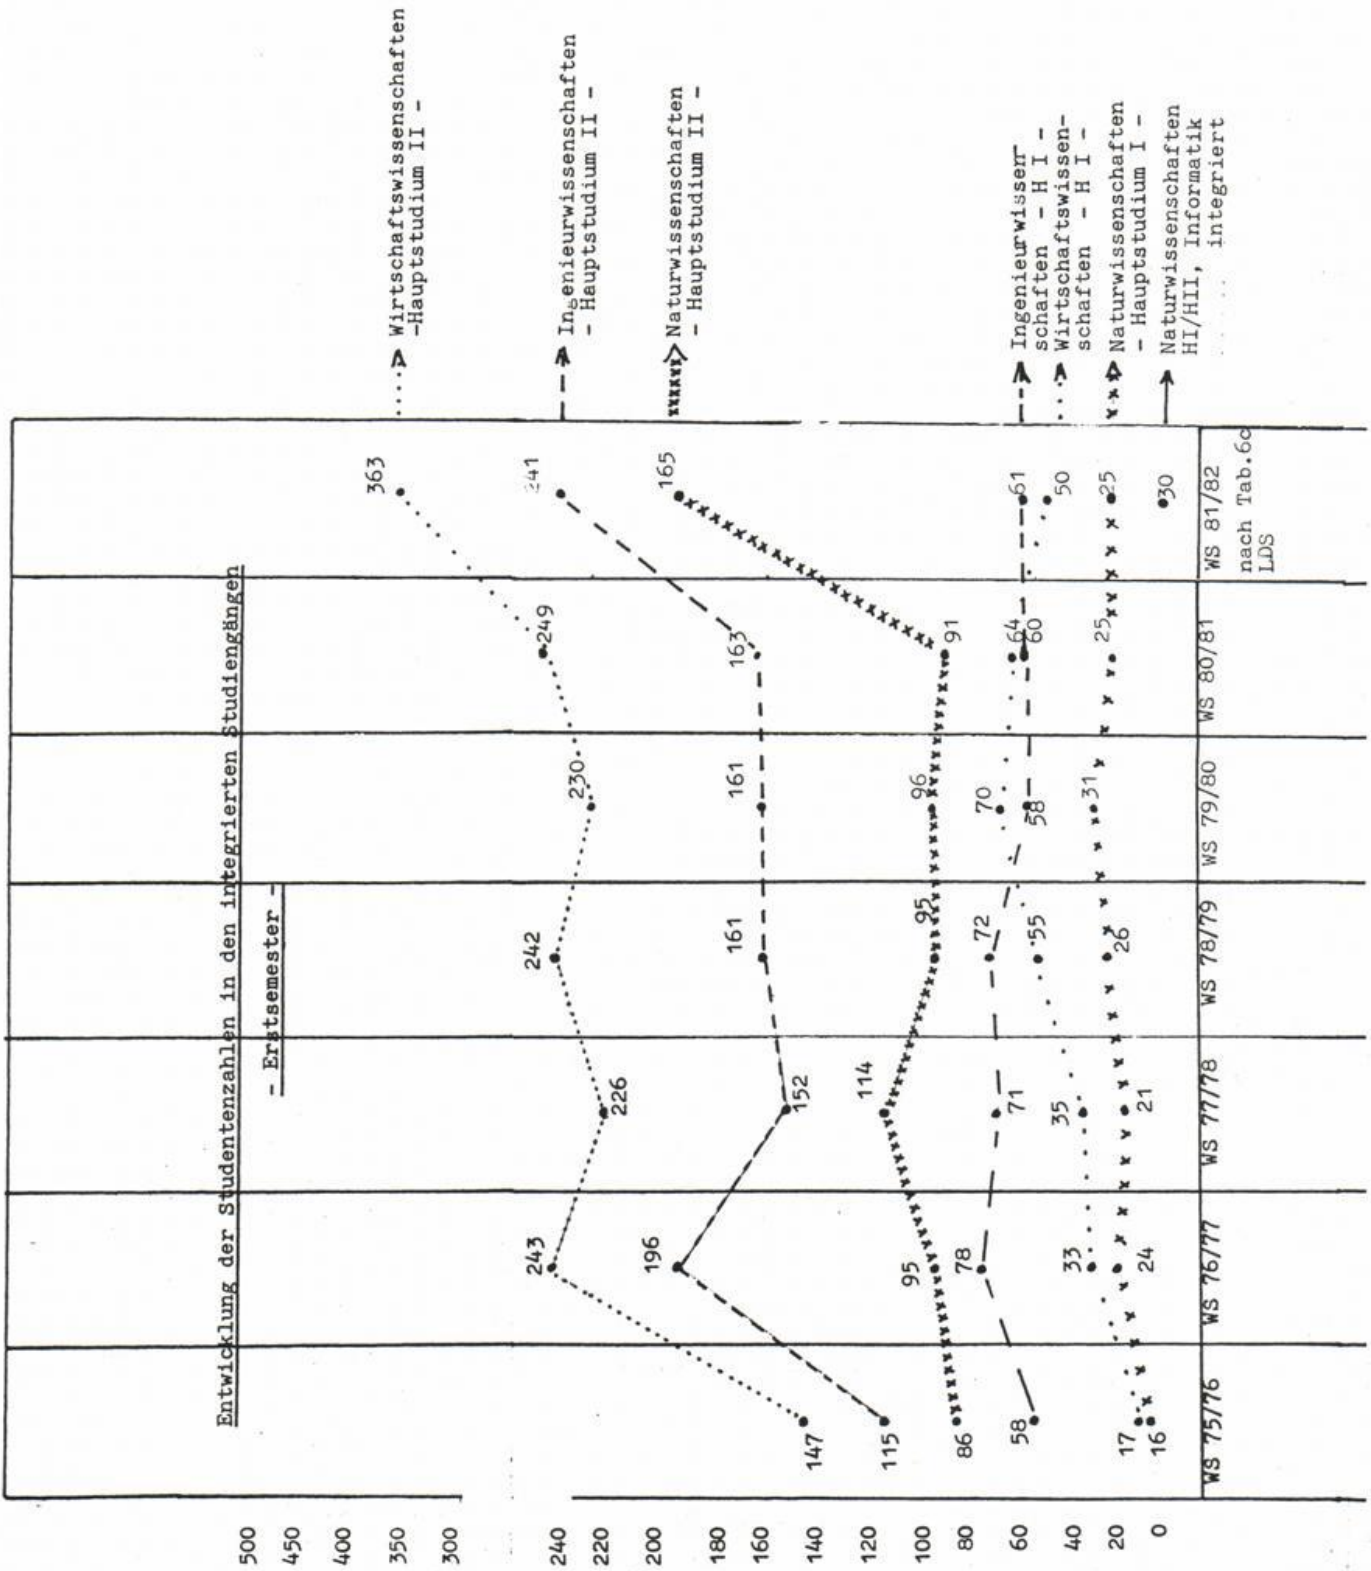 Entwicklung der Studentenzahlen in den integrierten Studiengängen
- Erstsemester -
500
450
400
350
300
240
220
200
180
160
140
120
100
80
60
40
20
0
147 243 226 242 230 249 363
115 196 152 161 161 163 241
86 95 114 95 96 91 165
58 78 71 72 58 60 61
17 33 35 55 70 64 50
16 24 21 26 31 25 25
30
WS 75/76 WS 76/77 WS 77/78 WS 78/79 WS 79/80 WS 80/81 WS 81/82
nach Tab.6c
LDS
Wirtschaftswissenschaften
-Hauptstudium II -
Ingenieurwissenschaften
- Hauptstudium II -
Naturwissenschaften
- Hauptstudium II -
Ingenieurwissen-
schaften - H I -
Wirtschaftswissen-
schaften - H I -
Naturwissenschaften
- Hauptstudium I -
Naturwissenschaften
HI/HII, Informatik
integriert